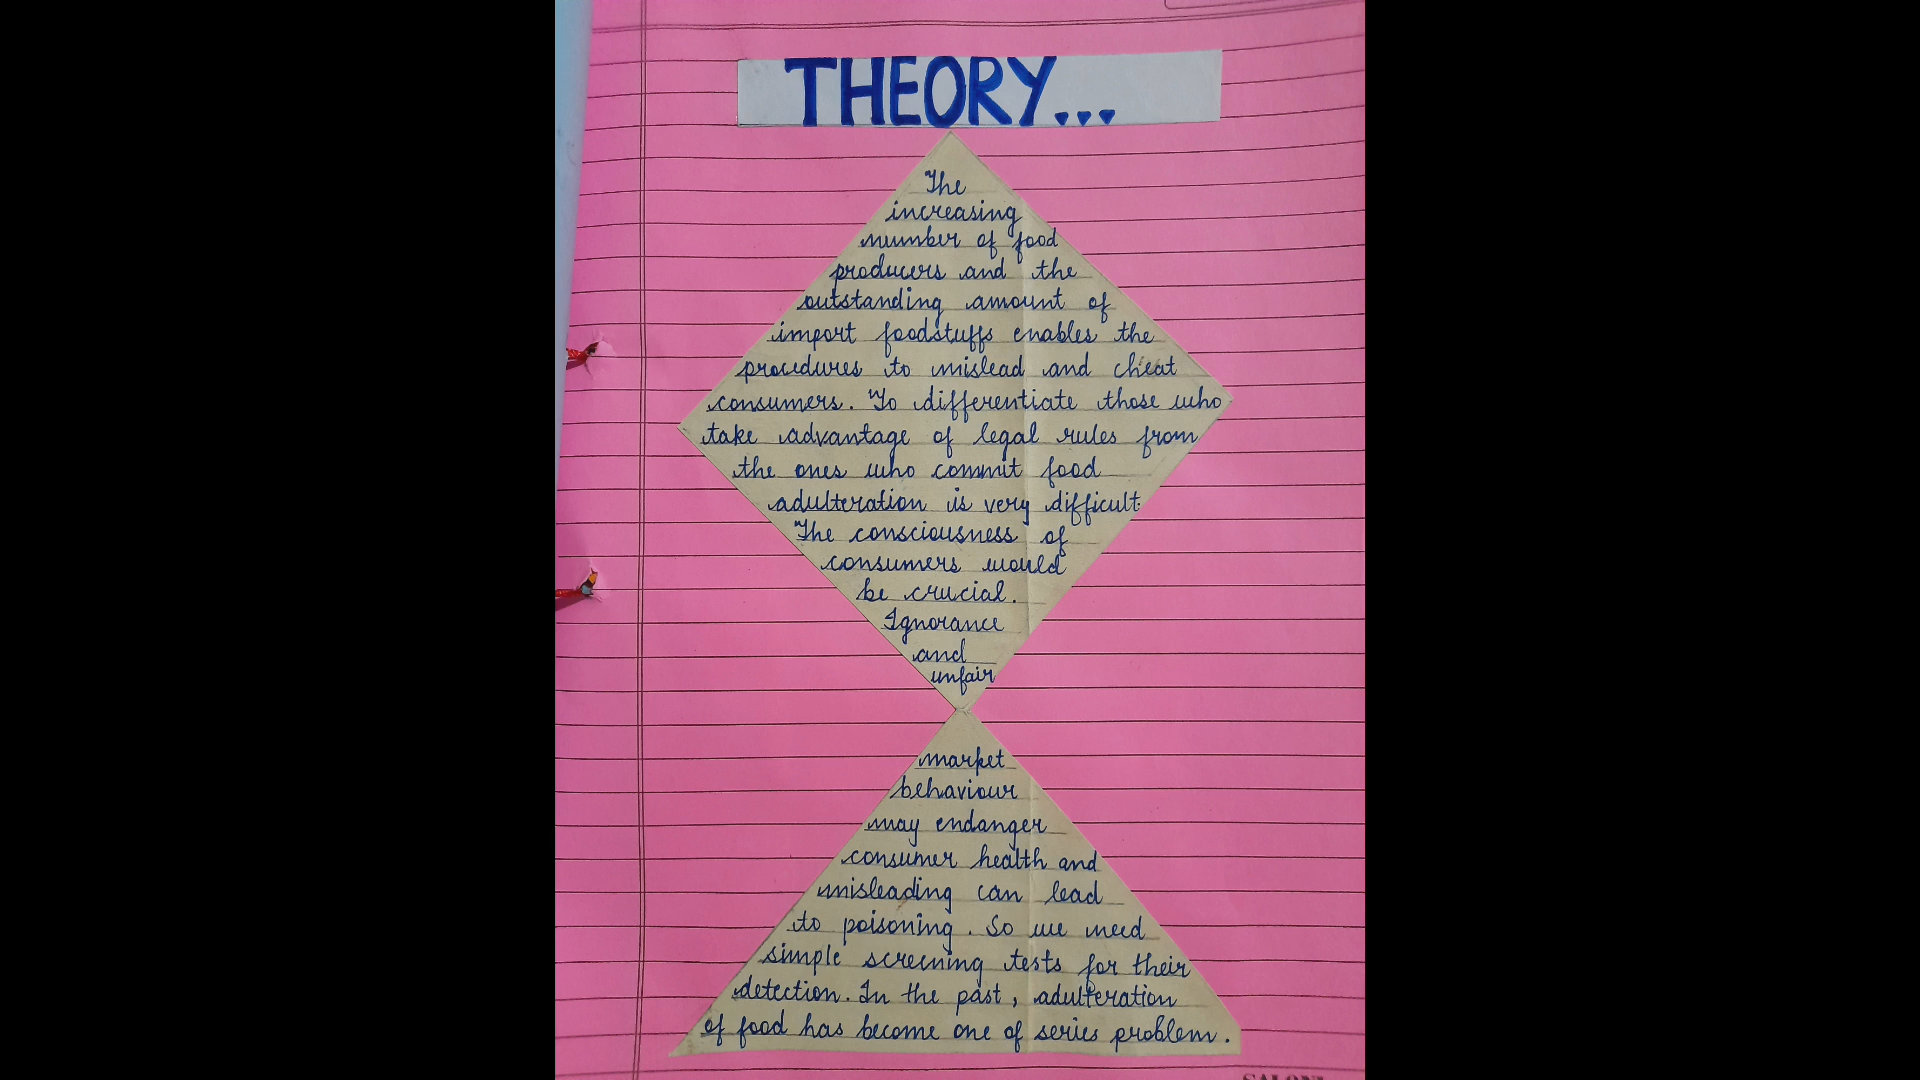 THEORY...
The
increasing
number of food
producers and the
outstanding amount of
import foodstuffs enables the
procedures to mislead and cheat
consumers. To differentiate those who
take advantage of legal rules from
the ones who commit food
adulteration is very difficult.
The consciousness of
consumers would
be crucial.
Ignorance
and
unfair
market
behaviour
may endanger
consumer health and
misleading can lead
to poisoning. So we need
simple screening tests for their
detection. In the past, adulteration
of food has become one of series problem.